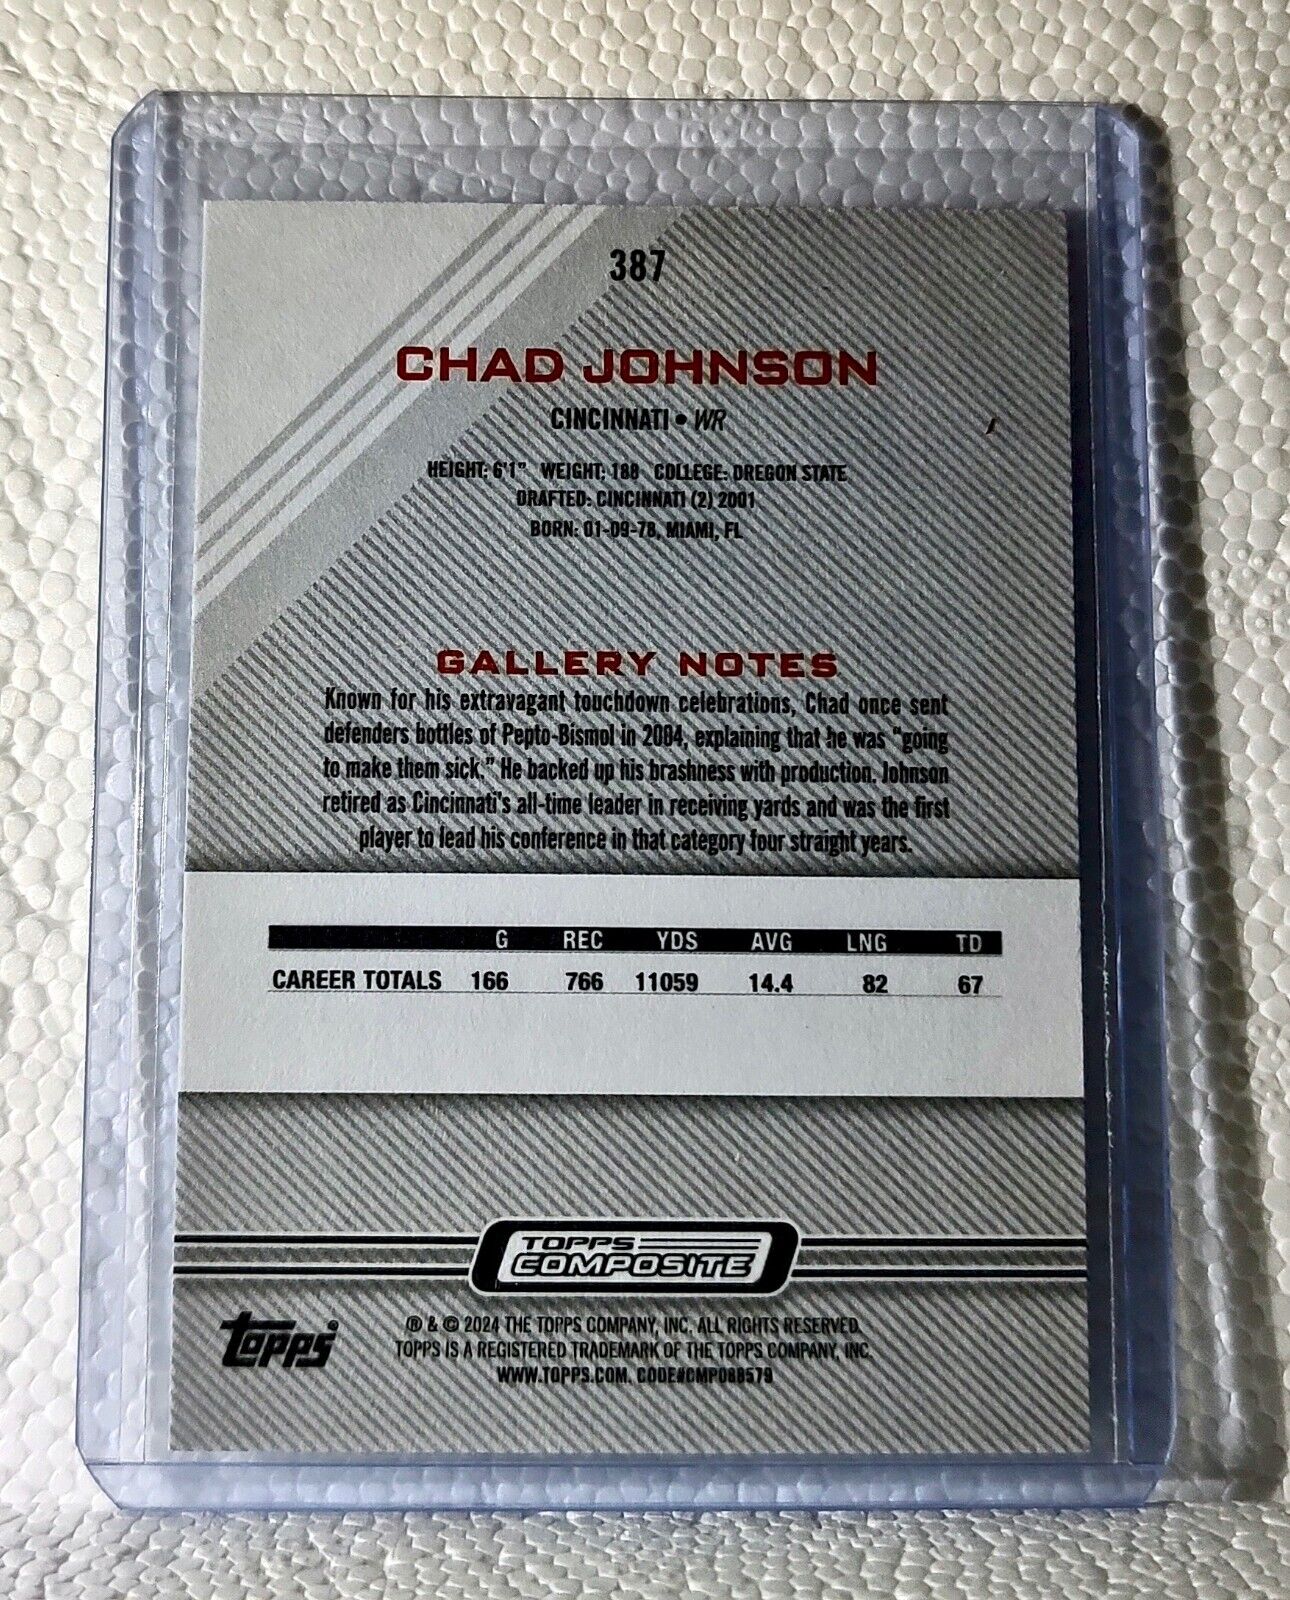 387
CHAD JOHNSON
CINCINNATI • WR
HEIGHT: 6'1" WEIGHT: 188 COLLEGE: OREGON STATE
DRAFTED: CINCINNATI (2) 2001
BORN: 01-09-78, MIAMI, FL
GALLERY NOTES
Known for his extravagant touchdown celebrations, Chad once sent
defenders bottles of Pepto-Bismol in 2004, explaining that he was "going
to make them sick." He backed up his brashness with production. Johnson
retired as Cincinnati's all-time leader in receiving yards and was the first
player to lead his conference in that category four straight years.
G REC YDS AVG LNG TD
CAREER TOTALS 166 766 11059 14.4 82 67
TOPPS
COMPOSITE
topps
® & © 2024 THE TOPPS COMPANY, INC. ALL RIGHTS RESERVED.
TOPPS IS A REGISTERED TRADEMARK OF THE TOPPS COMPANY, INC.
WWW.TOPPS.COM. CODE#CMP088579